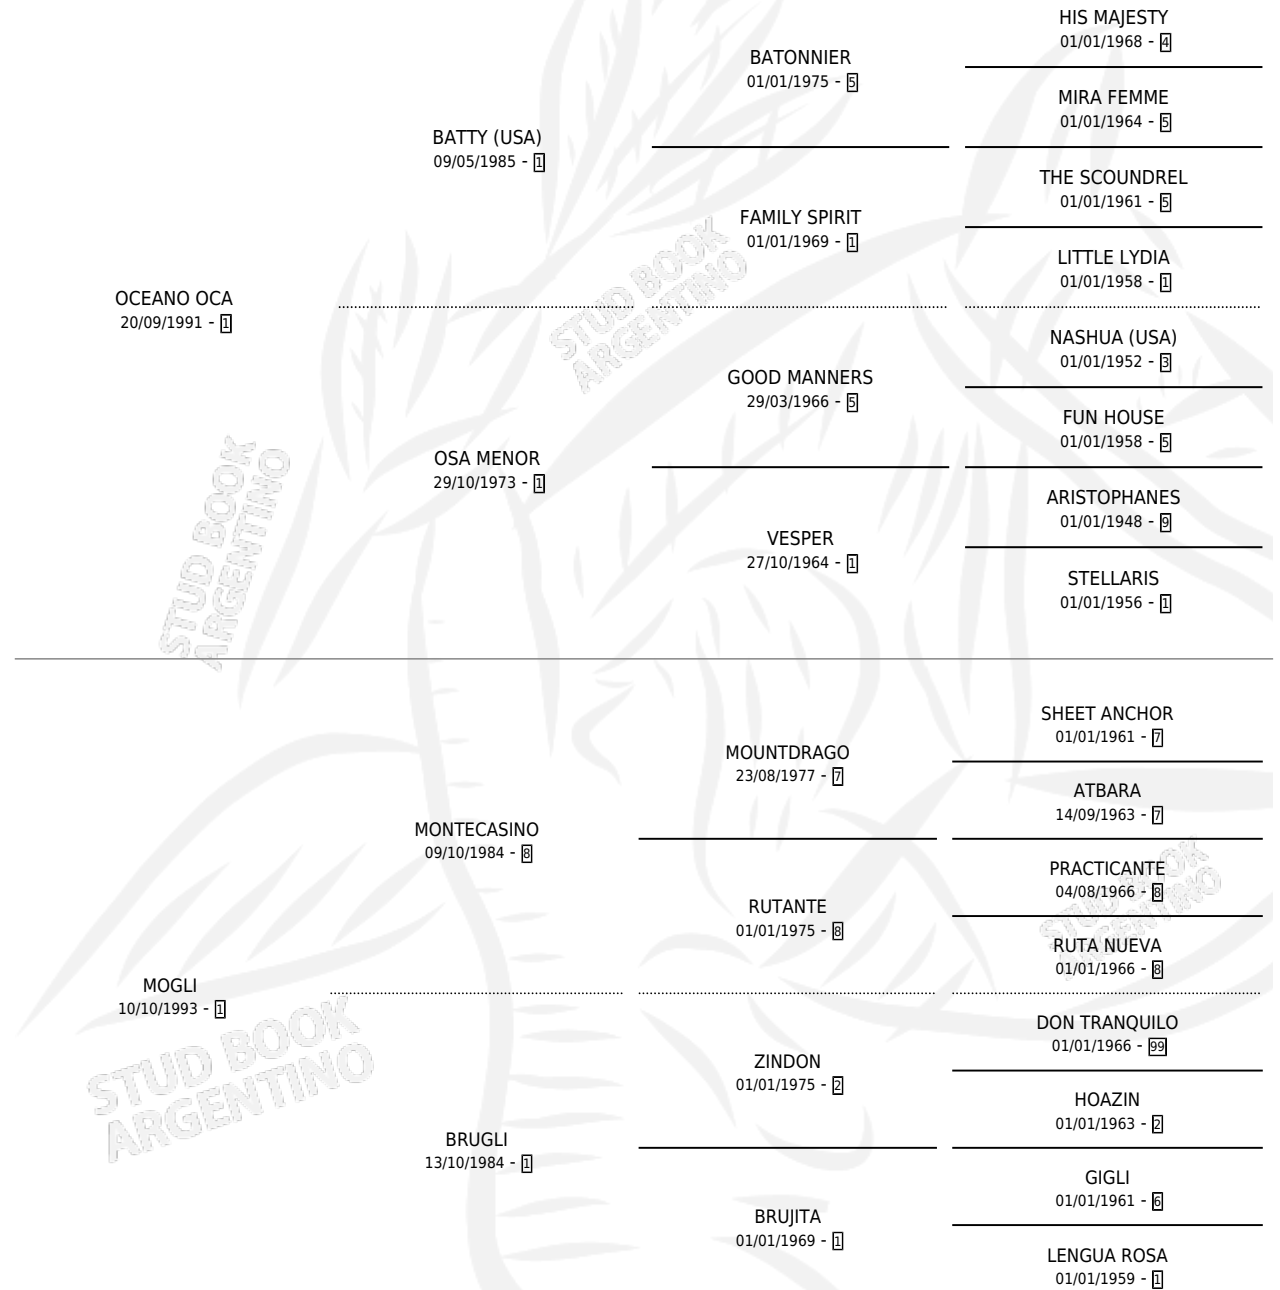 HIS MAJESTY
01/01/1968 - 4
BATONNIER
01/01/1975 - 5
MIRA FEMME
01/01/1964 - 5
BATTY (USA)
09/05/1985 - 1
THE SCOUNDREL
01/01/1961 - 5
FAMILY SPIRIT
01/01/1969 - 1
LITTLE LYDIA
01/01/1958 - 1
OCEANO OCA
20/09/1991 - 1
NASHUA (USA)
01/01/1952 - 3
GOOD MANNERS
29/03/1966 - 5
FUN HOUSE
01/01/1958 - 5
OSA MENOR
29/10/1973 - 1
ARISTOPHANES
01/01/1948 - 9
VESPER
27/10/1964 - 1
STELLARIS
01/01/1956 - 1
STUD BOOK
ARGENTINO
STUD BOOK
ARGENTINO
SHEET ANCHOR
01/01/1961 - 7
MOUNTDRAGO
23/08/1977 - 7
ATBARA
14/09/1963 - 7
MONTECASINO
09/10/1984 - 8
PRACTICANTE
04/08/1966 - 8
RUTANTE
01/01/1975 - 8
RUTA NUEVA
01/01/1966 - 8
MOGLI
10/10/1993 - 1
DON TRANQUILO
01/01/1966 - 99
ZINDON
01/01/1975 - 2
HOAZIN
01/01/1963 - 2
BRUGLI
13/10/1984 - 1
GIGLI
01/01/1961 - 6
BRUJITA
01/01/1969 - 1
LENGUA ROSA
01/01/1959 - 1
STUD BOOK
ARGENTINO
STUD BOOK
ARGENTINO